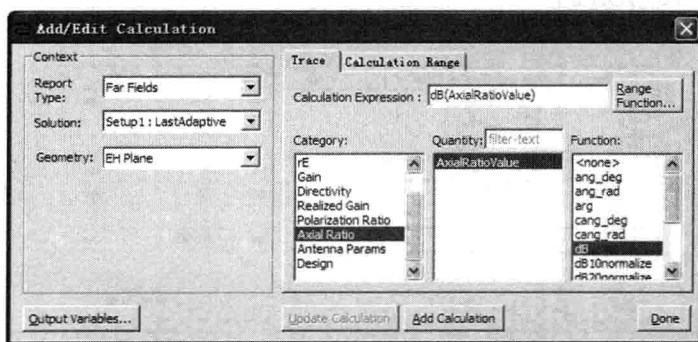 Add/Edit Calculation
Context
Report Type:
Far Fields
Solution:
Setup1 : LastAdaptive
Geometry:
EH Plane
Trace
Calculation Range
Calculation Expression :
dB(AxialRatioValue)
Range Function...
Category:
rE
Gain
Directivity
Realized Gain
Polarization Ratio
Axial Ratio
Antenna Params
Design
Quantity:
filter-text
AxialRatioValue
Function:
<none>
ang_deg
ang_rad
arg
cang_deg
cang_rad
dB
dB10normalize
dB20normalize
Output Variables...
Update Calculation
Add Calculation
Done